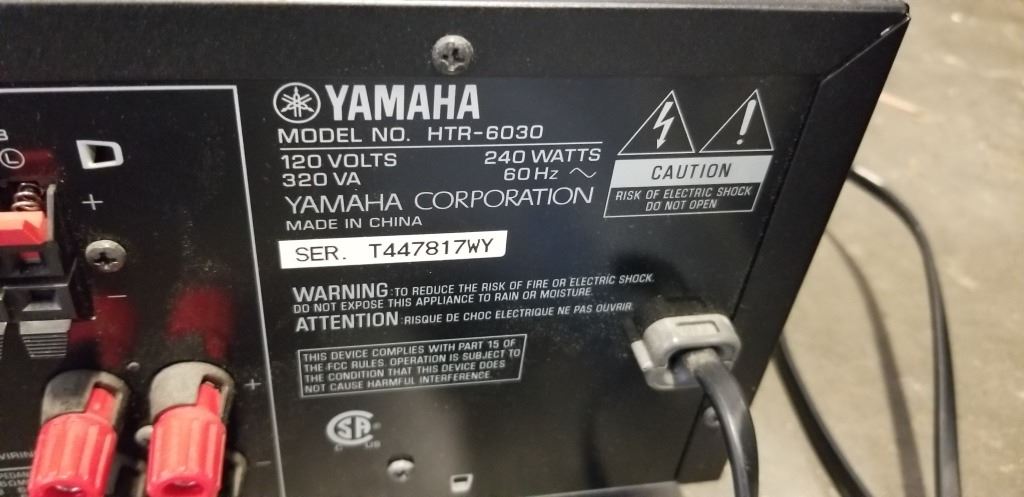 YAMAHA
MODEL NO. HTR-6030
120 VOLTS 240 WATTS
320 VA 60 Hz ~
YAMAHA CORPORATION
MADE IN CHINA
SER. T447817WY
CAUTION
RISK OF ELECTRIC SHOCK
DO NOT OPEN
WARNING: TO REDUCE THE RISK OF FIRE OR ELECTRIC SHOCK.
DO NOT EXPOSE THIS APPLIANCE TO RAIN OR MOISTURE.
ATTENTION: RISQUE DE CHOC ELECTRIQUE NE PAS OUVRIR.
THIS DEVICE COMPLIES WITH PART 15 OF
THE FCC RULES. OPERATION IS SUBJECT TO
THE CONDITION THAT THIS DEVICE DOES
NOT CAUSE HARMFUL INTERFERENCE.
SA
C US
L
+
-
+
-